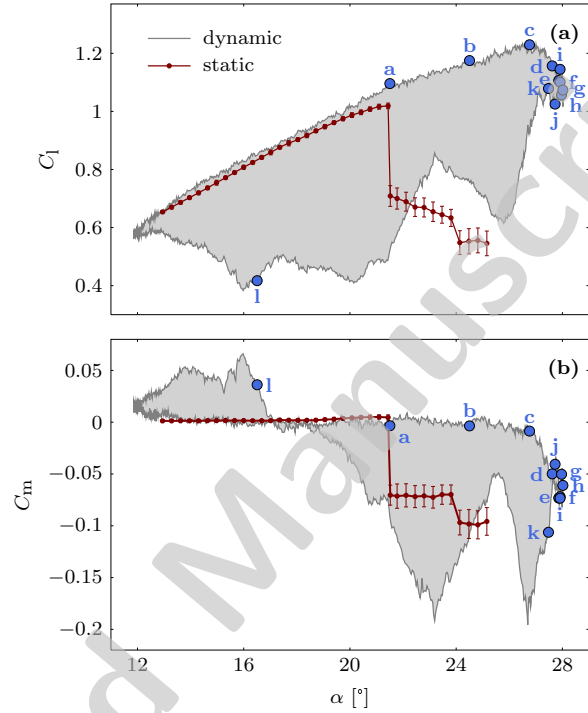 1.2
1
0.8
0.6
0.4
C_l
dynamic
static
(a)
a
b
c
d
i
e
f
k
g
h
j
l
0.05
0
−0.05
−0.1
−0.15
−0.2
C_m
(b)
l
a
b
c
j
d
g
h
e
f
i
k
12
16
20
24
28
α [°]
d Manuscri